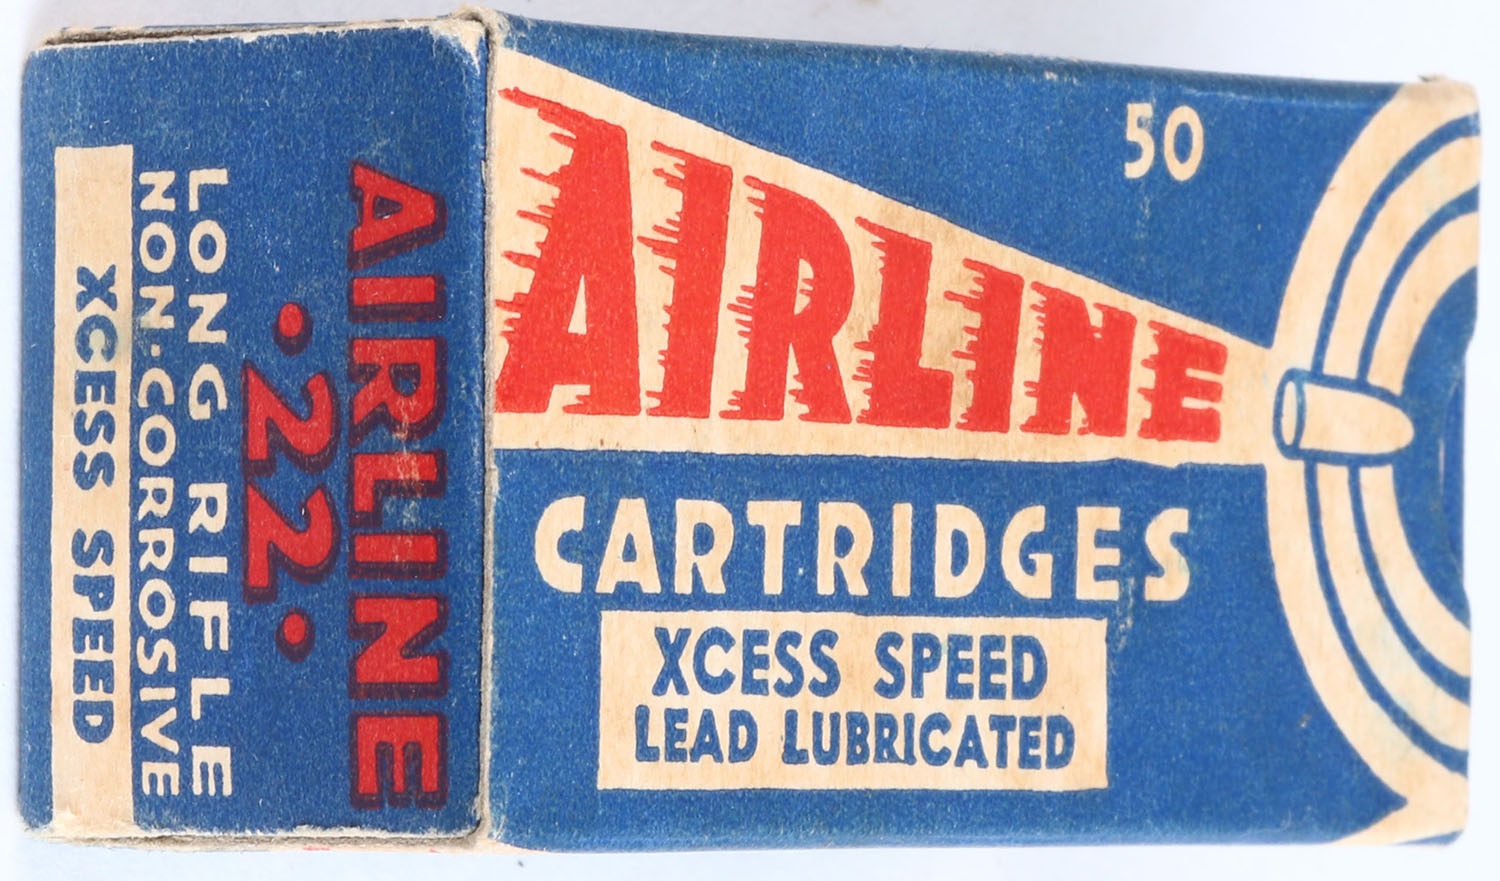 AIRLINE
.22.
LONG RIFLE
NON-CORROSIVE
XCESS SPEED
50
AIRLINE
CARTRIDGES
XCESS SPEED
LEAD LUBRICATED